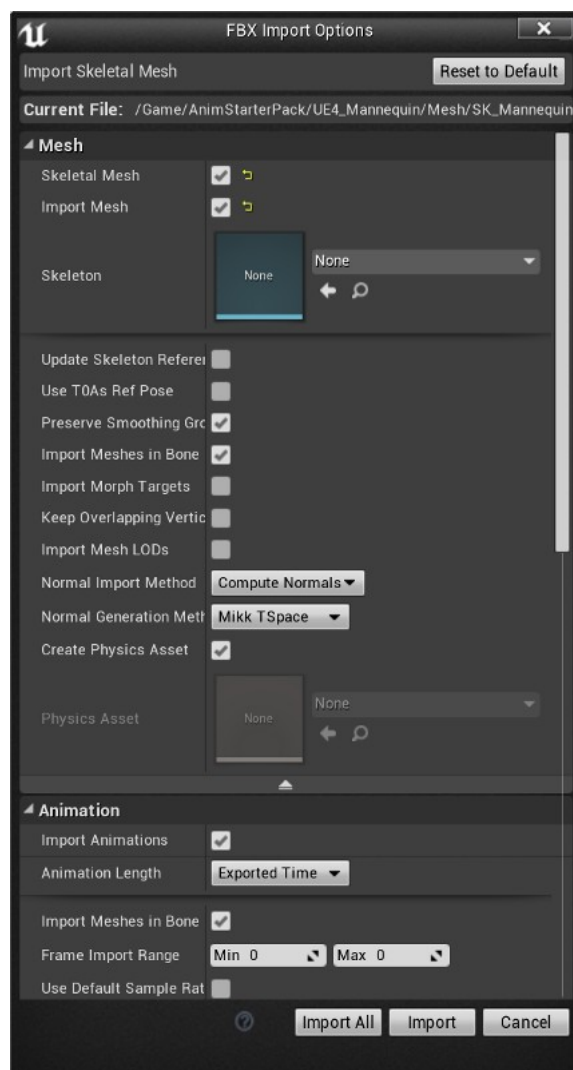 FBX Import Options
Import Skeletal Mesh Reset to Default
Current File: /Game/AnimStarterPack/UE4_Mannequin/Mesh/SK_Mannequin
Mesh
Skeletal Mesh
Import Mesh
None
Skeleton None
Update Skeleton Referen
Use T0As Ref Pose
Preserve Smoothing Gro
Import Meshes in Bone
Import Morph Targets
Keep Overlapping Vertic
Import Mesh LODs
Normal Import Method Compute Normals
Normal Generation Meth Mikk TSpace
Create Physics Asset
None
Physics Asset None
Animation
Import Animations
Animation Length Exported Time
Import Meshes in Bone
Frame Import Range Min 0 Max 0
Use Default Sample Rat
Import All Import Cancel